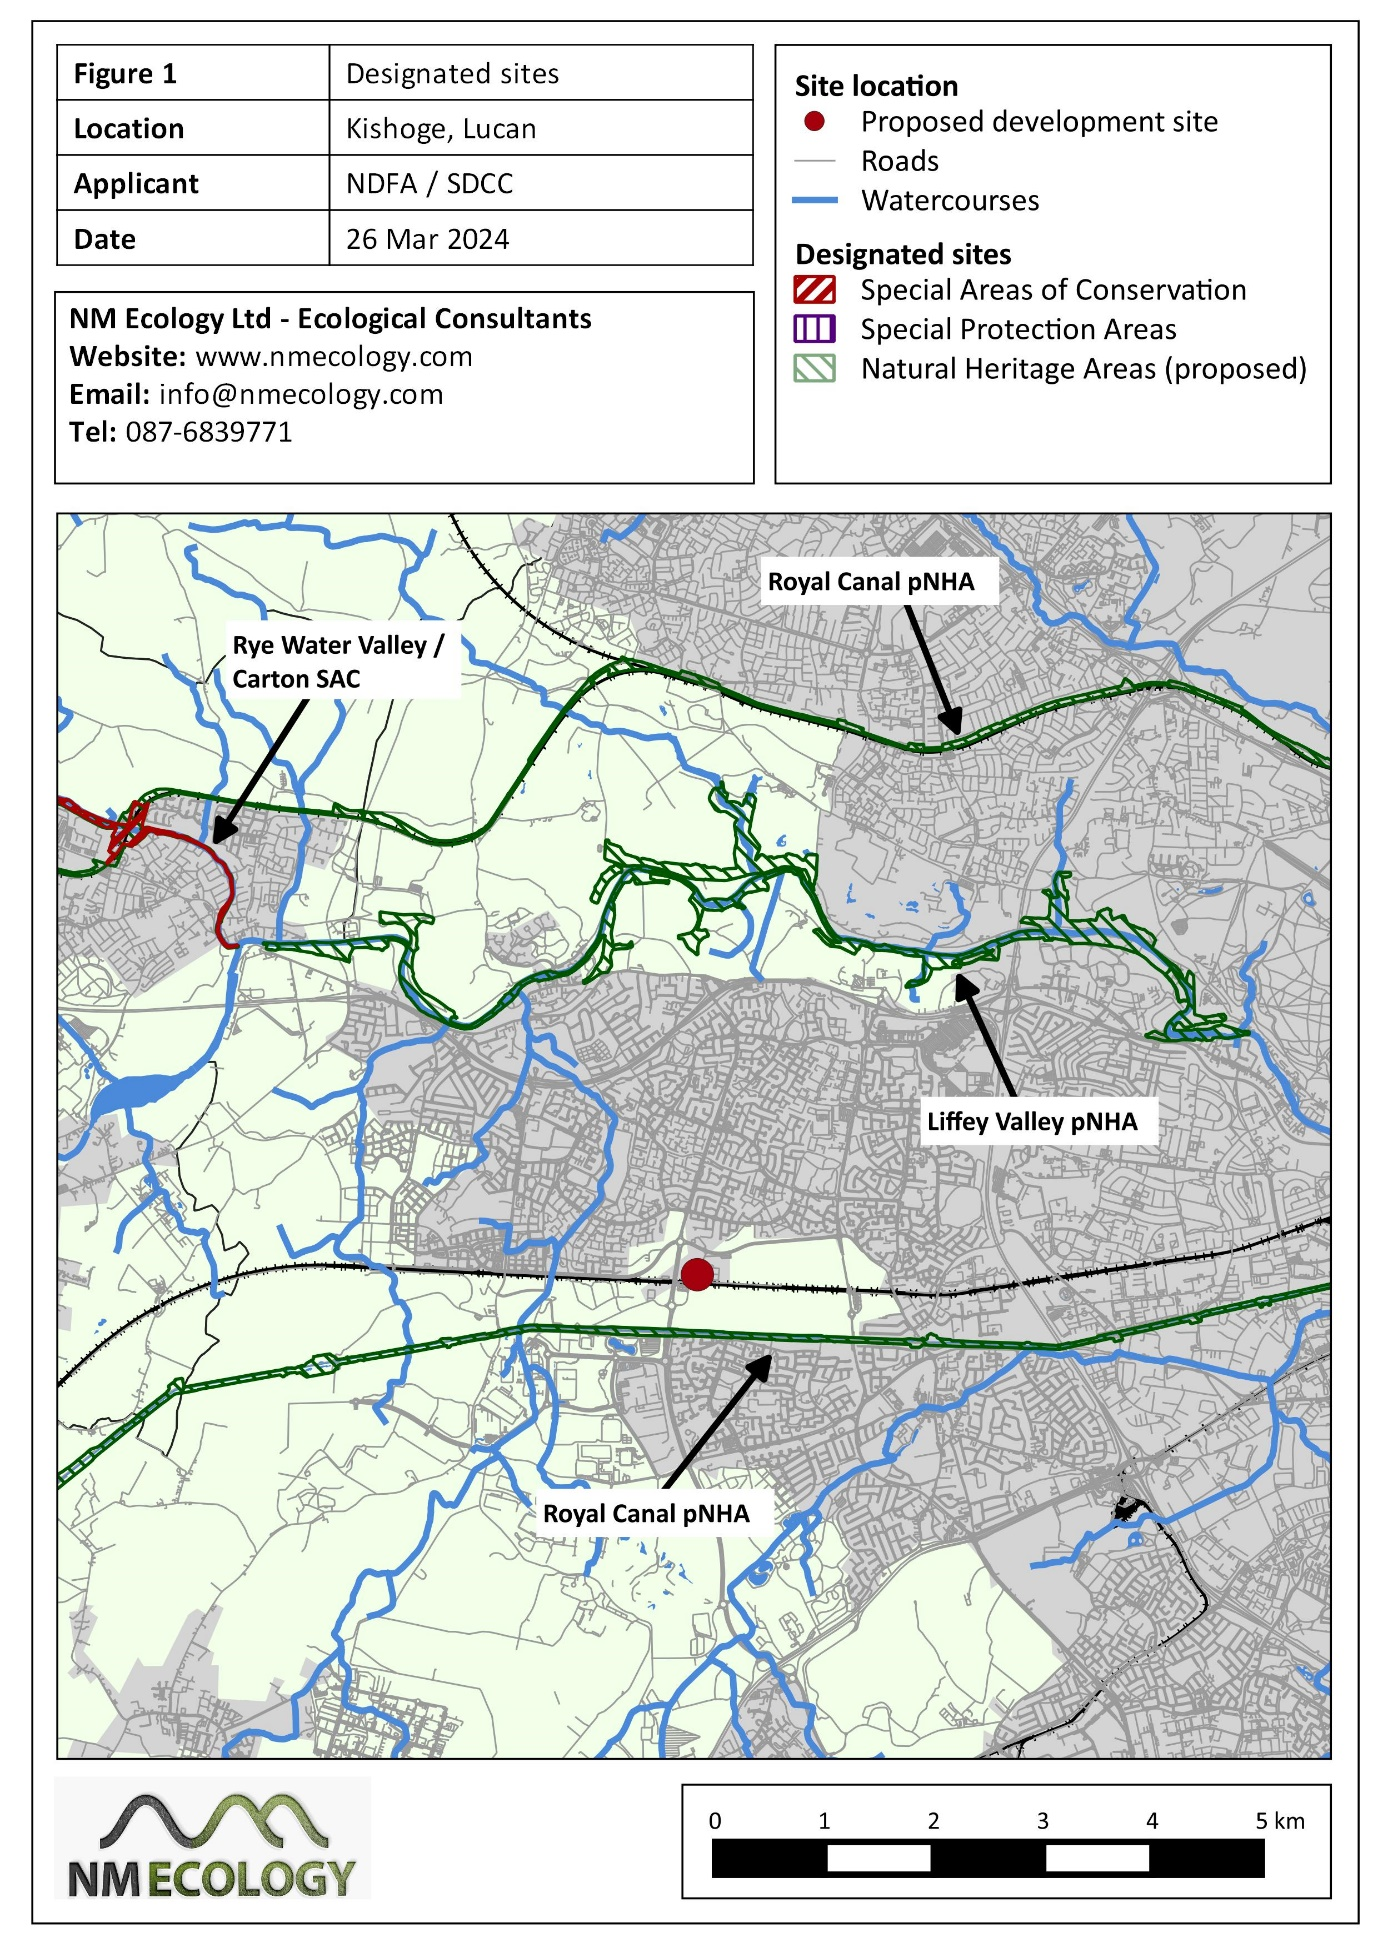 Figure 1 Designated sites
Location Kishoge, Lucan
Applicant NDFA / SDCC
Date 26 Mar 2024
NM Ecology Ltd - Ecological Consultants
Website: www.nmecology.com
Email: info@nmecology.com
Tel: 087-6839771
Site location
Proposed development site
Roads
Watercourses
Designated sites
Special Areas of Conservation
Special Protection Areas
Natural Heritage Areas (proposed)
Royal Canal pNHA
Rye Water Valley /
Carton SAC
Liffey Valley pNHA
Royal Canal pNHA
NMECOLOGY
0 1 2 3 4 5 km